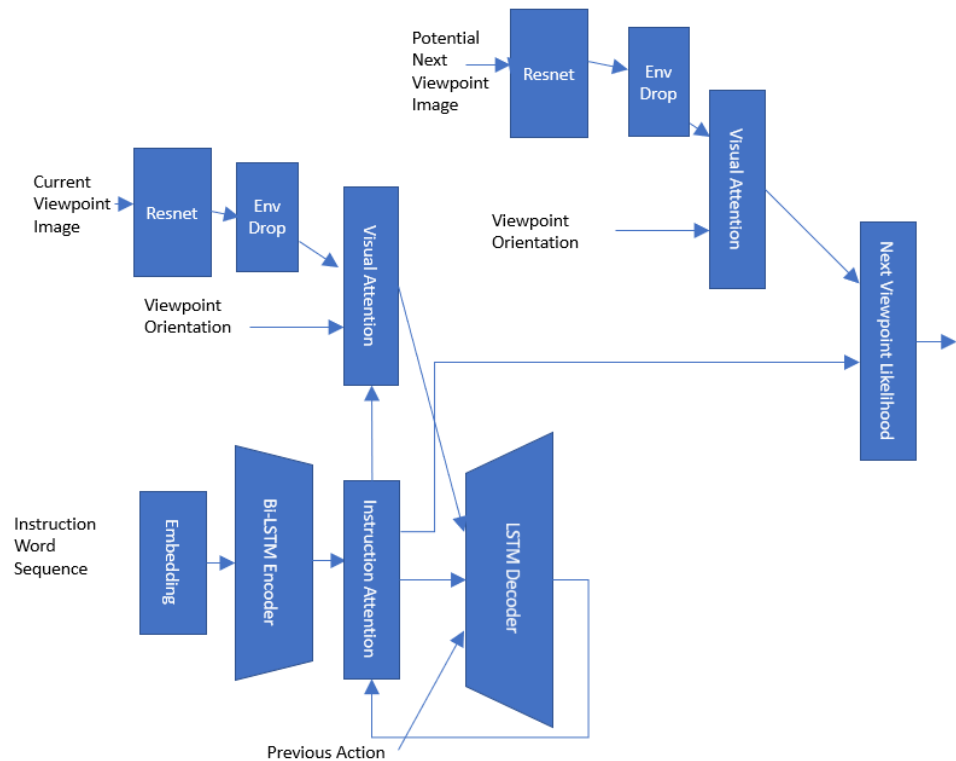 Potential
Next
Viewpoint
Image
Resnet
Env
Drop
Visual Attention
Current
Viewpoint
Image
Resnet
Env
Drop
Visual Attention
Viewpoint
Orientation
Viewpoint
Orientation
Next Viewpoint Likelihood
Instruction
Word
Sequence
Embedding
Bi-LSTM Encoder
Instruction Attention
LSTM Decoder
Previous Action